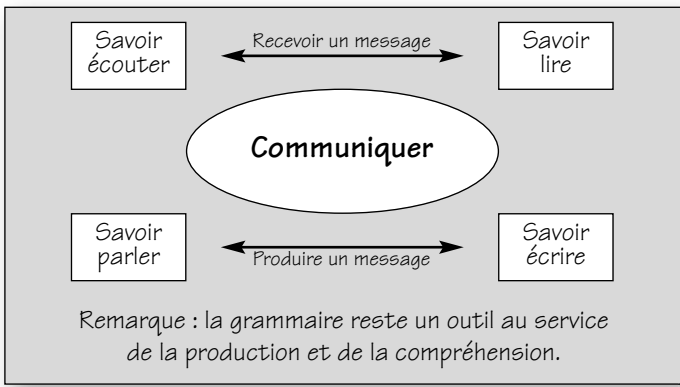 Savoir
écouter
Recevoir un message
Savoir
lire
Communiquer
Savoir
parler
Produire un message
Savoir
écrire
Remarque : la grammaire reste un outil au service
de la production et de la compréhension.